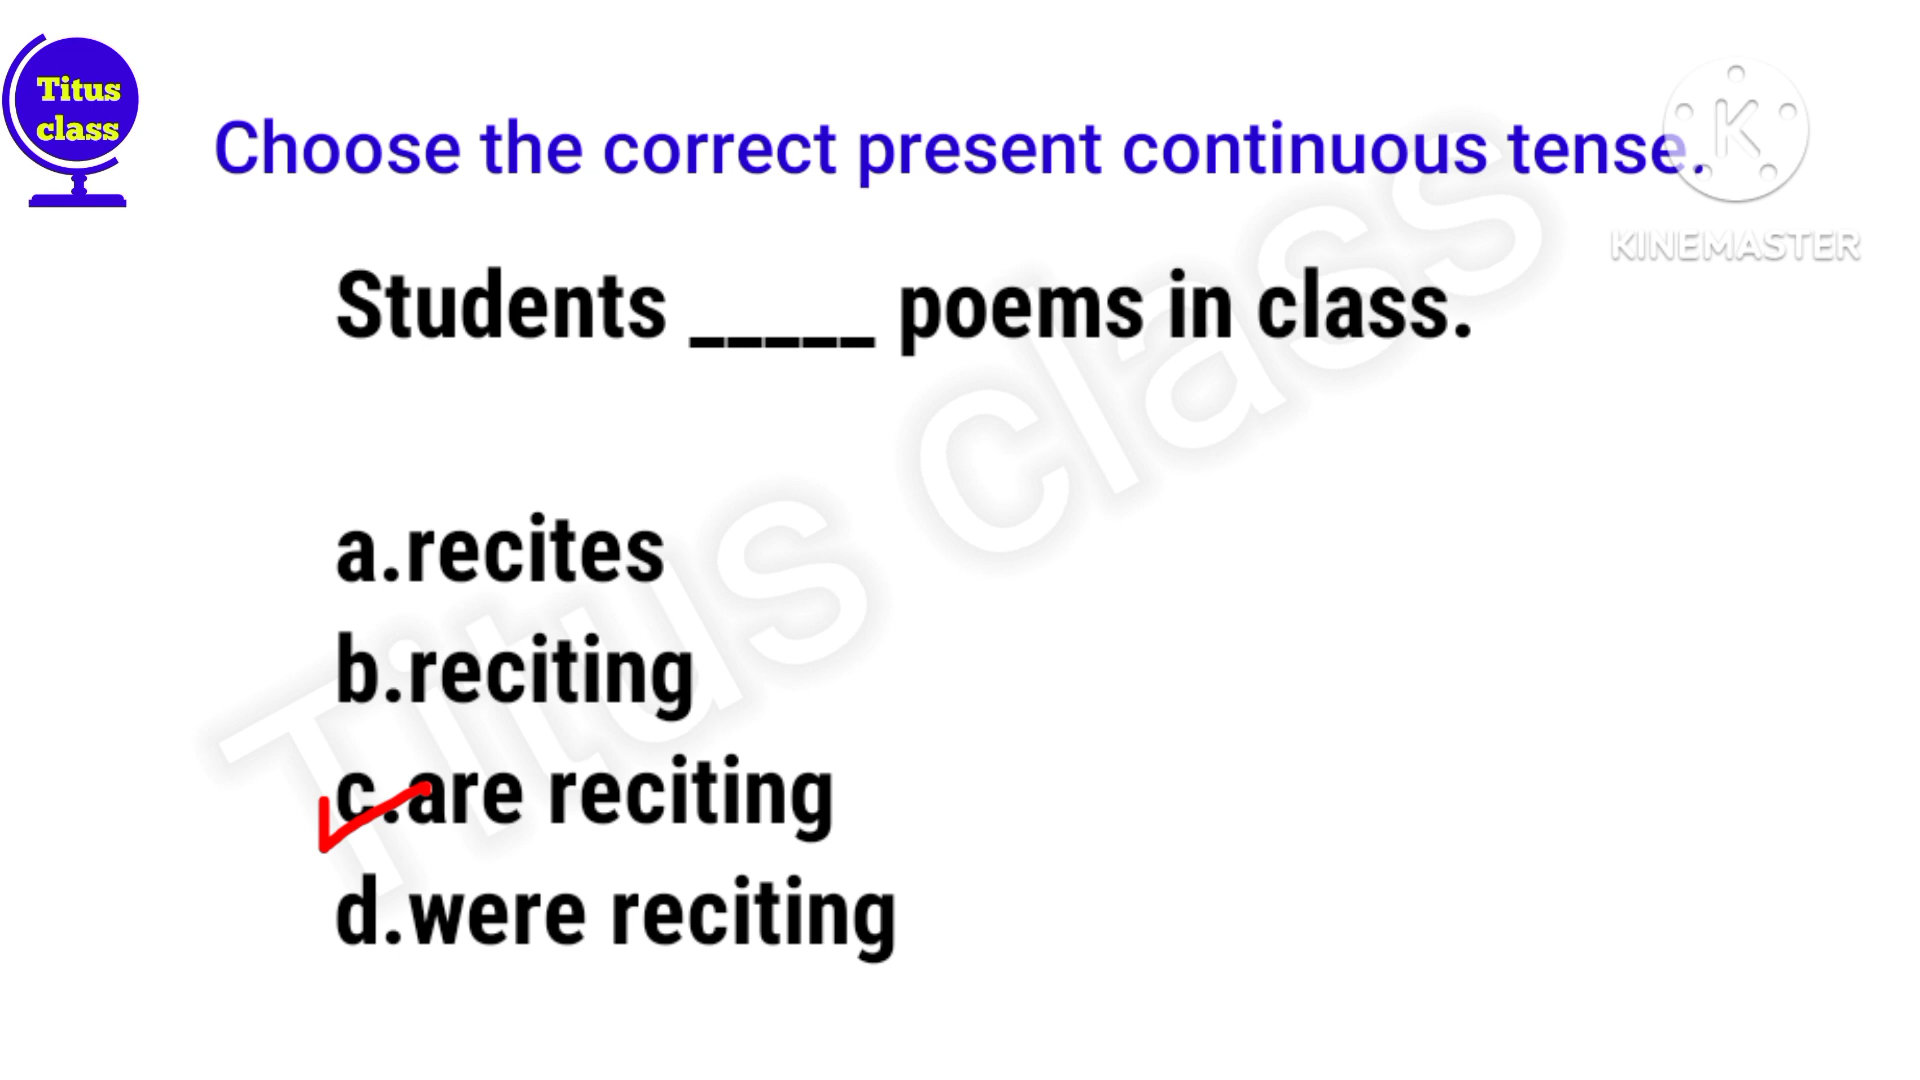 Titus
class
Choose the correct present continuous tense.
K
KINEMASTER
Students _____ poems in class.
Titus class
a.recites
b.reciting
c.are reciting
d.were reciting